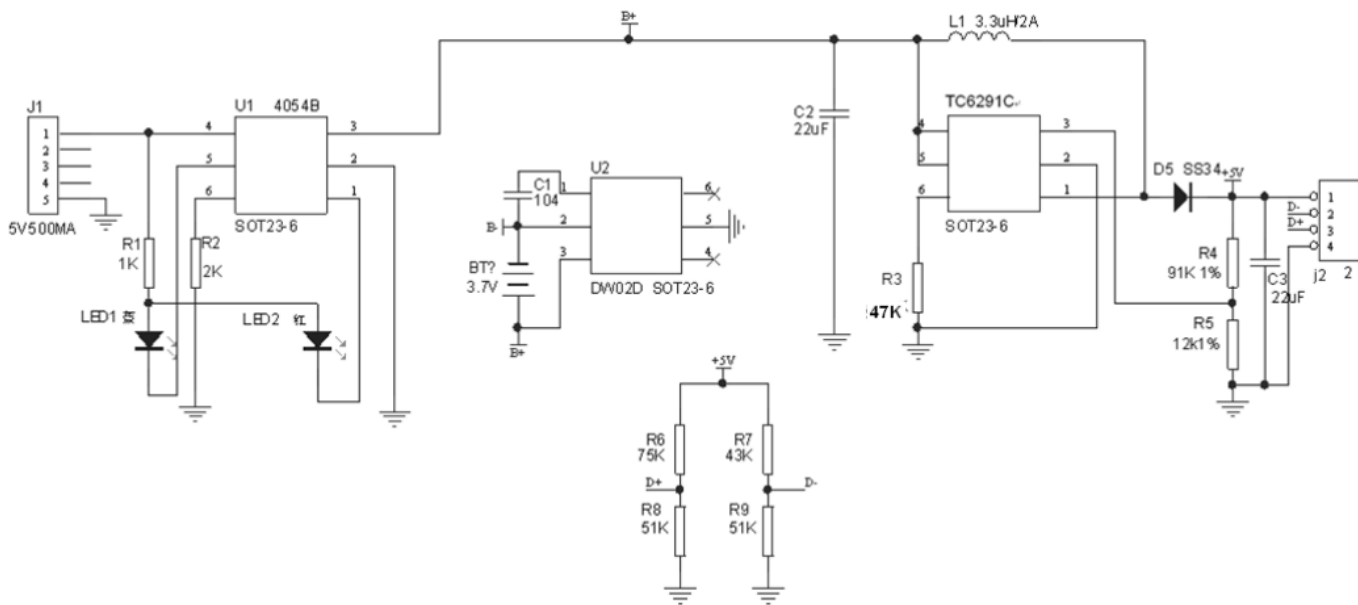 B+
L1 3.3uH/2A
J1
1
2
3
4
5
5V500MA
U1 4054B
4
5
6
3
2
1
SOT23-6
R1
1K
R2
2K
LED1
LED2 红
U2
C1
104
1
2
3
6
5
4
B-
BT?
3.7V
B+
DW02D SOT23-6
C2
22uF
TC6291C
4
5
6
3
2
1
SOT23-6
R3
47K
D5 SS34
+5V
D-
D+
1
2
3
4
j2 2
R4
91K 1%
C3
22uF
R5
12k1%
+5V
R6
75K
R7
43K
D+
D-
R8
51K
R9
51K